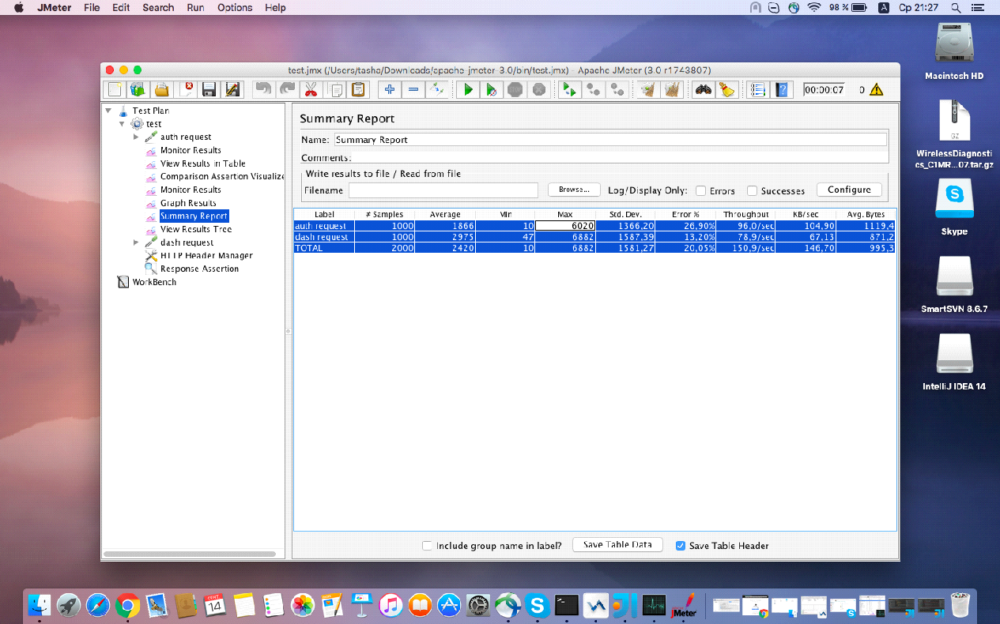 JMeter File Edit Search Run Options Help 98 % A Ср 21:27
test.jmx (/Users/tasha/Downloads/apache-jmeter-3.0/bin/test.jmx) - Apache JMeter (3.0 r1743807)
00:00:07 0
Test Plan
test
auth request
Monitor Results
View Results in Table
Comparison Assertion Visualize
Monitor Results
Graph Results
Summary Report
View Results Tree
dash request
HTTP Header Manager
Response Assertion
WorkBench
Summary Report
Name: Summary Report
Comments:
Write results to file / Read from file
Filename Browse... Log/Display Only: Errors Successes Configure
Label # Samples Average Min Max Std. Dev. Error % Throughput KB/sec Avg. Bytes
auth request 1000 1866 10 6020 1366,20 26,90% 96,0/sec 104,90 1119,4
dash request 1000 2975 47 6882 1587,39 13,20% 78,9/sec 67,13 871,2
TOTAL 2000 2420 10 6882 1581,27 20,05% 150,9/sec 146,70 995,3
Include group name in label? Save Table Data Save Table Header
Macintosh HD
GZ
WirelessDiagnosti
cs_C1MR...07.tar.gz
Skype
SmartSVN 8.6.7
IntelliJ IDEA 14
14
JMeter